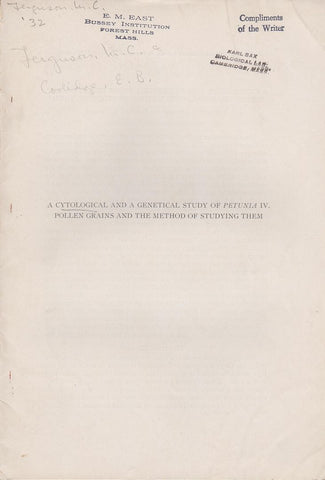 Ferguson M.C.
'32
E. M. EAST
BUSSEY INSTITUTION
FOREST HILLS
MASS.
Compliments
of the Writer
Ferguson, M.C. &
Coolidge, E. B.
KARL SAX
BIOLOGICAL LAB.
CAMBRIDGE, MASS.
A CYTOLOGICAL AND A GENETICAL STUDY OF PETUNIA IV.
POLLEN GRAINS AND THE METHOD OF STUDYING THEM